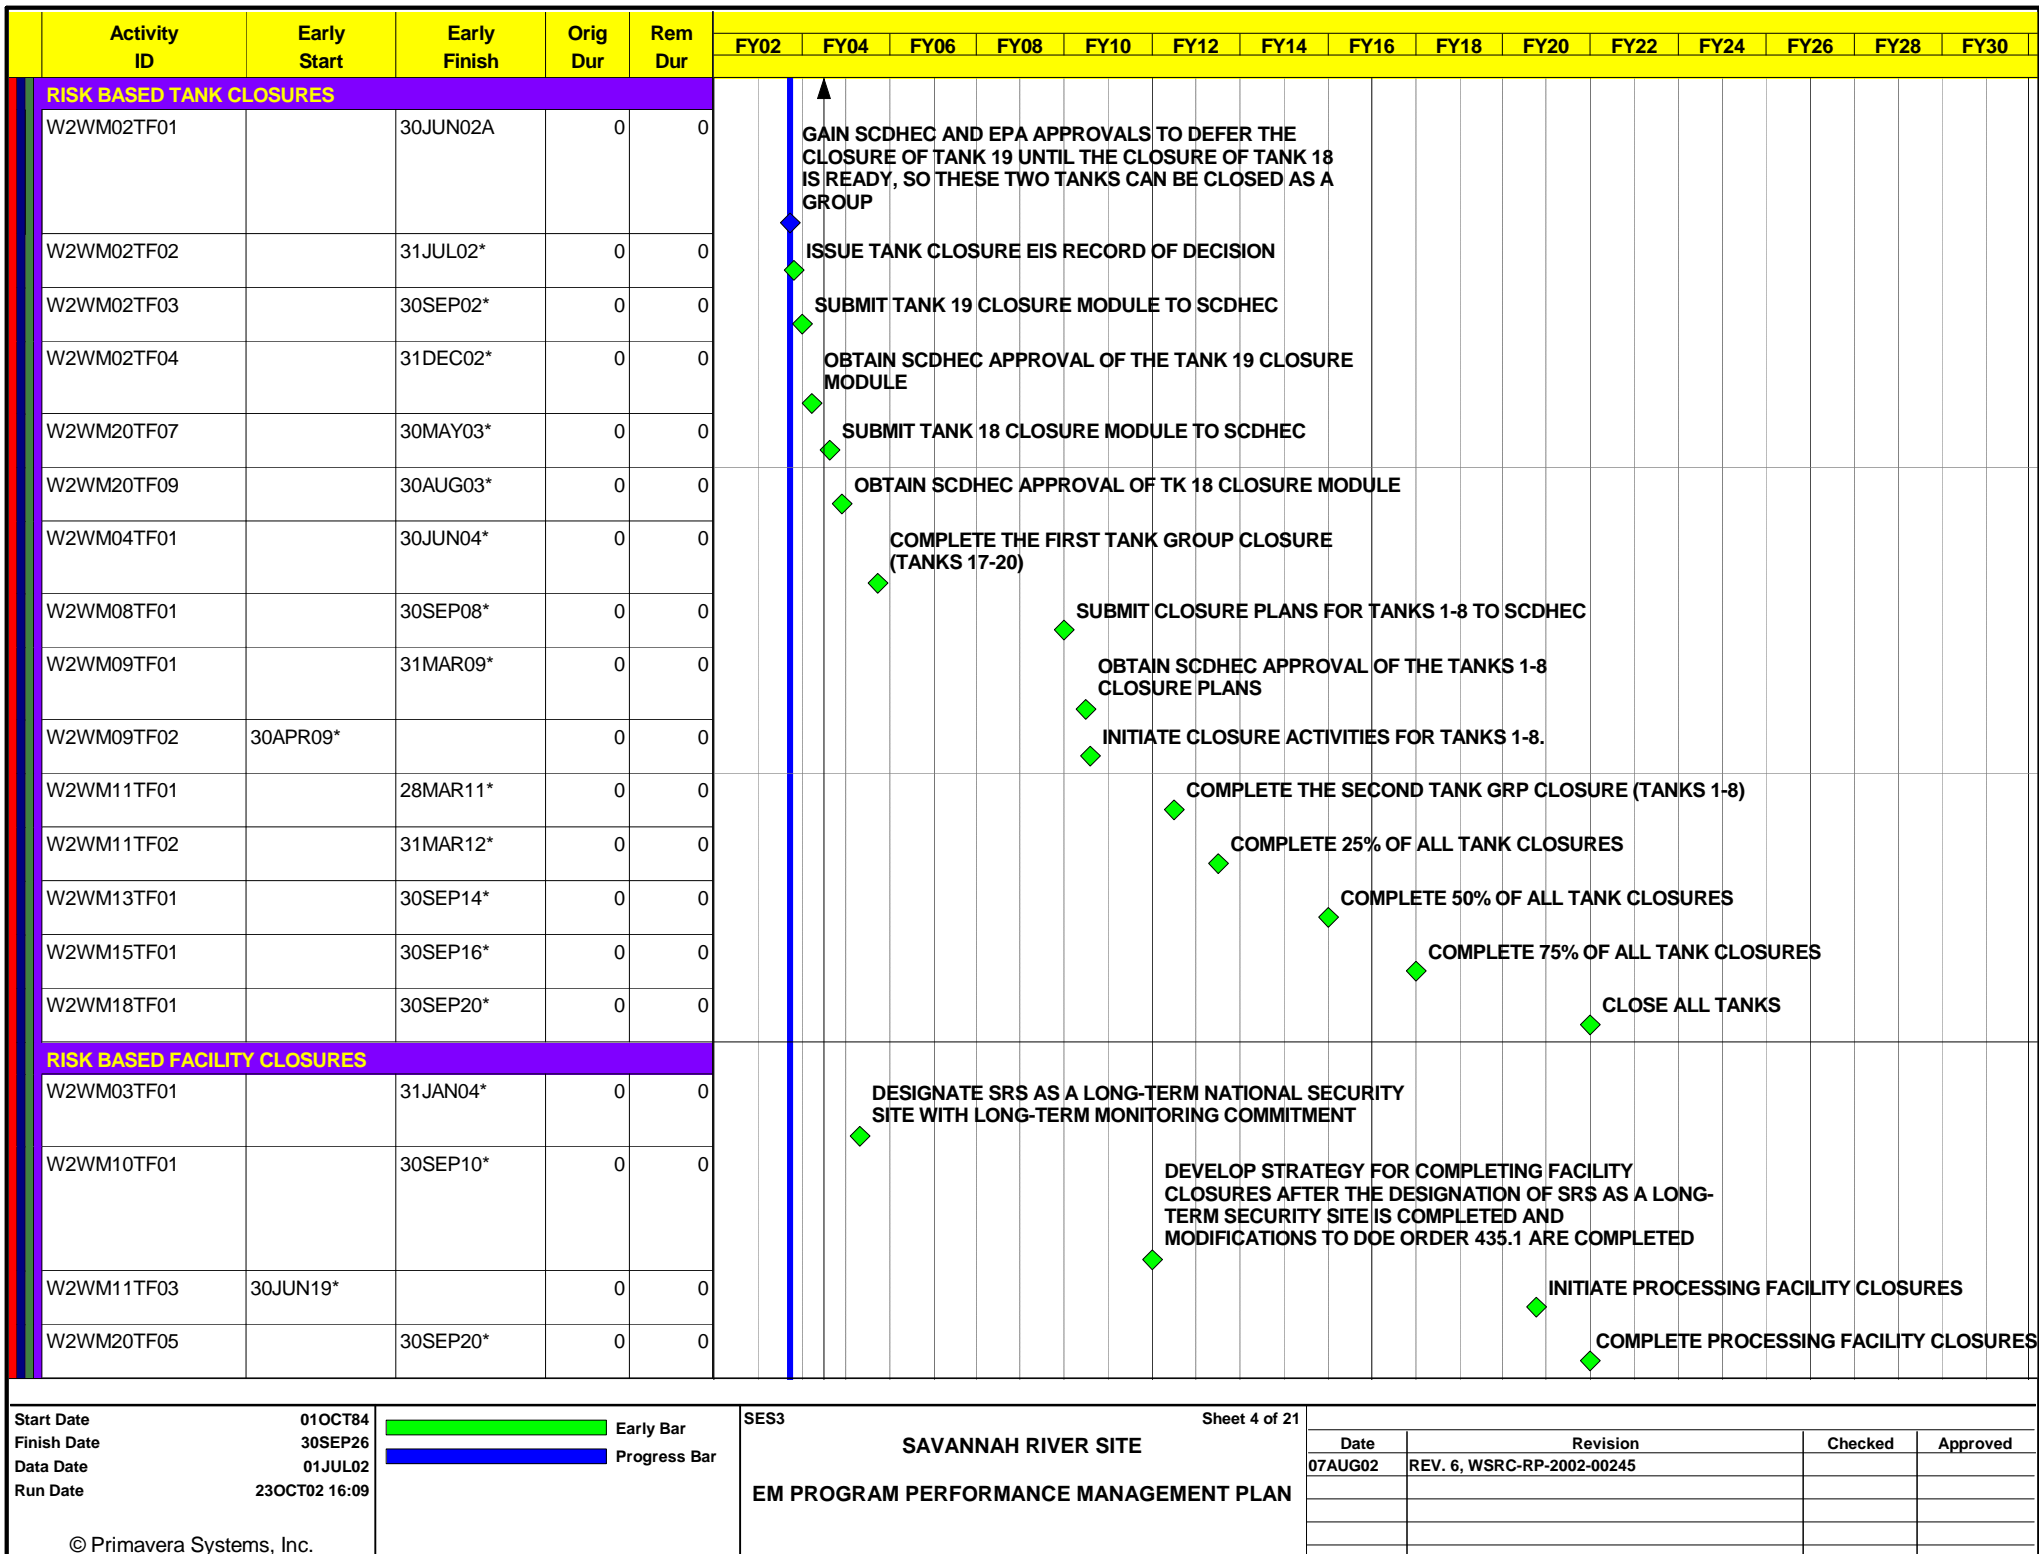 Activity ID Early Start Early Finish Orig Dur Rem Dur FY02 FY04 FY06 FY08 FY10 FY12 FY14 FY16 FY18 FY20 FY22 FY24 FY26 FY28 FY30
RISK BASED TANK CLOSURES
W2WM02TF01 30JUN02A 0 0
GAIN SCDHEC AND EPA APPROVALS TO DEFER THE
CLOSURE OF TANK 19 UNTIL THE CLOSURE OF TANK 18
IS READY, SO THESE TWO TANKS CAN BE CLOSED AS A
GROUP
W2WM02TF02 31JUL02* 0 0 ISSUE TANK CLOSURE EIS RECORD OF DECISION
W2WM02TF03 30SEP02* 0 0 SUBMIT TANK 19 CLOSURE MODULE TO SCDHEC
W2WM02TF04 31DEC02* 0 0 OBTAIN SCDHEC APPROVAL OF THE TANK 19 CLOSURE
MODULE
W2WM20TF07 30MAY03* 0 0 SUBMIT TANK 18 CLOSURE MODULE TO SCDHEC
W2WM20TF09 30AUG03* 0 0 OBTAIN SCDHEC APPROVAL OF TK 18 CLOSURE MODULE
W2WM04TF01 30JUN04* 0 0 COMPLETE THE FIRST TANK GROUP CLOSURE
(TANKS 17-20)
W2WM08TF01 30SEP08* 0 0 SUBMIT CLOSURE PLANS FOR TANKS 1-8 TO SCDHEC
W2WM09TF01 31MAR09* 0 0 OBTAIN SCDHEC APPROVAL OF THE TANKS 1-8
CLOSURE PLANS
W2WM09TF02 30APR09* 0 0 INITIATE CLOSURE ACTIVITIES FOR TANKS 1-8.
W2WM11TF01 28MAR11* 0 0 COMPLETE THE SECOND TANK GRP CLOSURE (TANKS 1-8)
W2WM11TF02 31MAR12* 0 0 COMPLETE 25% OF ALL TANK CLOSURES
W2WM13TF01 30SEP14* 0 0 COMPLETE 50% OF ALL TANK CLOSURES
W2WM15TF01 30SEP16* 0 0 COMPLETE 75% OF ALL TANK CLOSURES
W2WM18TF01 30SEP20* 0 0 CLOSE ALL TANKS
RISK BASED FACILITY CLOSURES
W2WM03TF01 31JAN04* 0 0 DESIGNATE SRS AS A LONG-TERM NATIONAL SECURITY
SITE WITH LONG-TERM MONITORING COMMITMENT
W2WM10TF01 30SEP10* 0 0 DEVELOP STRATEGY FOR COMPLETING FACILITY
CLOSURES AFTER THE DESIGNATION OF SRS AS A LONG-
TERM SECURITY SITE IS COMPLETED AND
MODIFICATIONS TO DOE ORDER 435.1 ARE COMPLETED
W2WM11TF03 30JUN19* 0 0 INITIATE PROCESSING FACILITY CLOSURES
W2WM20TF05 30SEP20* 0 0 COMPLETE PROCESSING FACILITY CLOSURES
Start Date 01OCT84
Finish Date 30SEP26
Data Date 01JUL02
Run Date 23OCT02 16:09
© Primavera Systems, Inc.
Early Bar
Progress Bar
SES3 Sheet 4 of 21
SAVANNAH RIVER SITE
EM PROGRAM PERFORMANCE MANAGEMENT PLAN
Date Revision Checked Approved
07AUG02 REV. 6, WSRC-RP-2002-00245